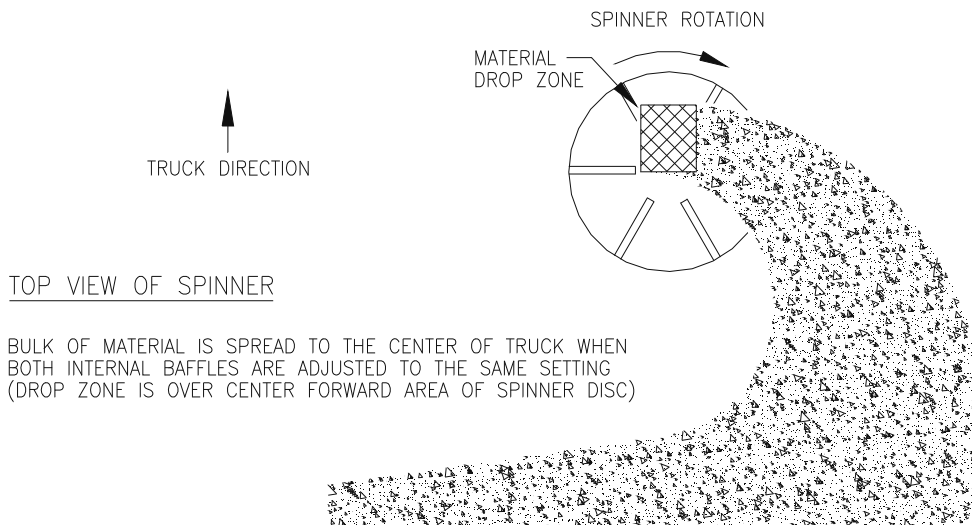 SPINNER ROTATION
MATERIAL
DROP ZONE
TRUCK DIRECTION
TOP VIEW OF SPINNER
BULK OF MATERIAL IS SPREAD TO THE CENTER OF TRUCK WHEN
BOTH INTERNAL BAFFLES ARE ADJUSTED TO THE SAME SETTING
(DROP ZONE IS OVER CENTER FORWARD AREA OF SPINNER DISC)